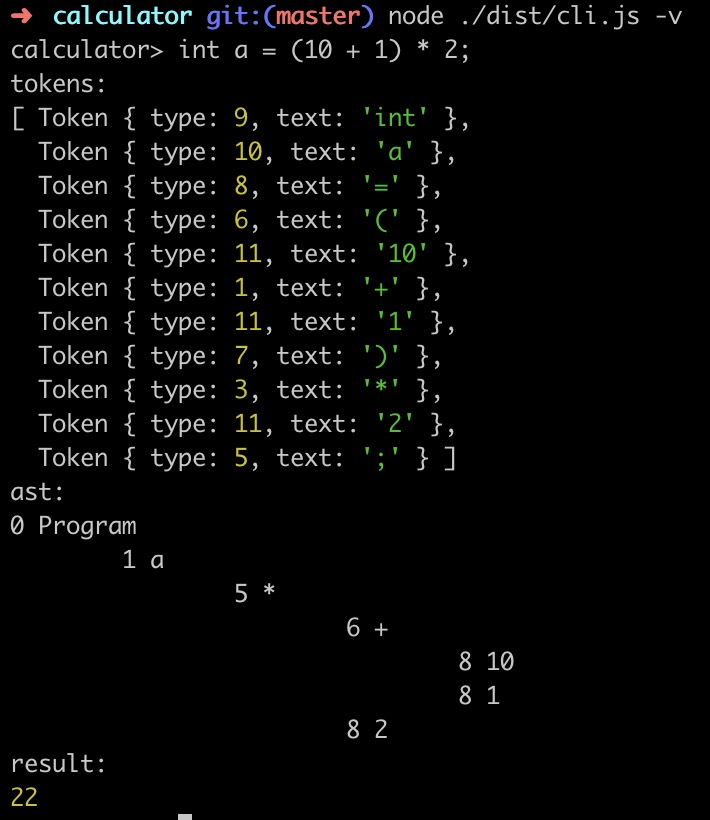 ➜ calculator git:(master) node ./dist/cli.js -v
calculator> int a = (10 + 1) * 2;
tokens:
[ Token { type: 9, text: 'int' },
  Token { type: 10, text: 'a' },
  Token { type: 8, text: '=' },
  Token { type: 6, text: '(' },
  Token { type: 11, text: '10' },
  Token { type: 1, text: '+' },
  Token { type: 11, text: '1' },
  Token { type: 7, text: ')' },
  Token { type: 3, text: '*' },
  Token { type: 11, text: '2' },
  Token { type: 5, text: ';' } ]
ast:
0 Program
        1 a
                5 *
                        6 +
                                8 10
                                8 1
                        8 2
result:
22